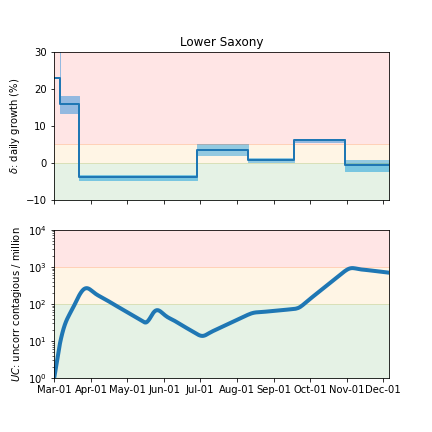 Lower Saxony
30
20
10
0
−10
δ: daily growth (%)
10⁴
10³
10²
10¹
10⁰
UC: uncorr contagious / million
Mar-01 Apr-01 May-01 Jun-01 Jul-01 Aug-01 Sep-01 Oct-01 Nov-01 Dec-01